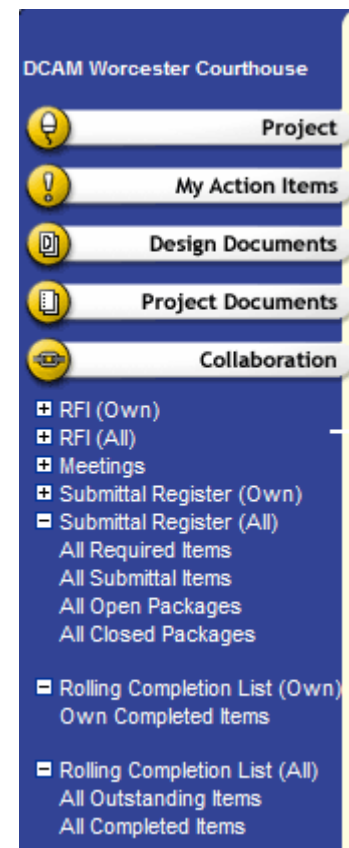 DCAM Worcester Courthouse
Project
My Action Items
Design Documents
Project Documents
Collaboration
RFI (Own)
RFI (All)
Meetings
Submittal Register (Own)
Submittal Register (All)
All Required Items
All Submittal Items
All Open Packages
All Closed Packages
Rolling Completion List (Own)
Own Completed Items
Rolling Completion List (All)
All Outstanding Items
All Completed Items